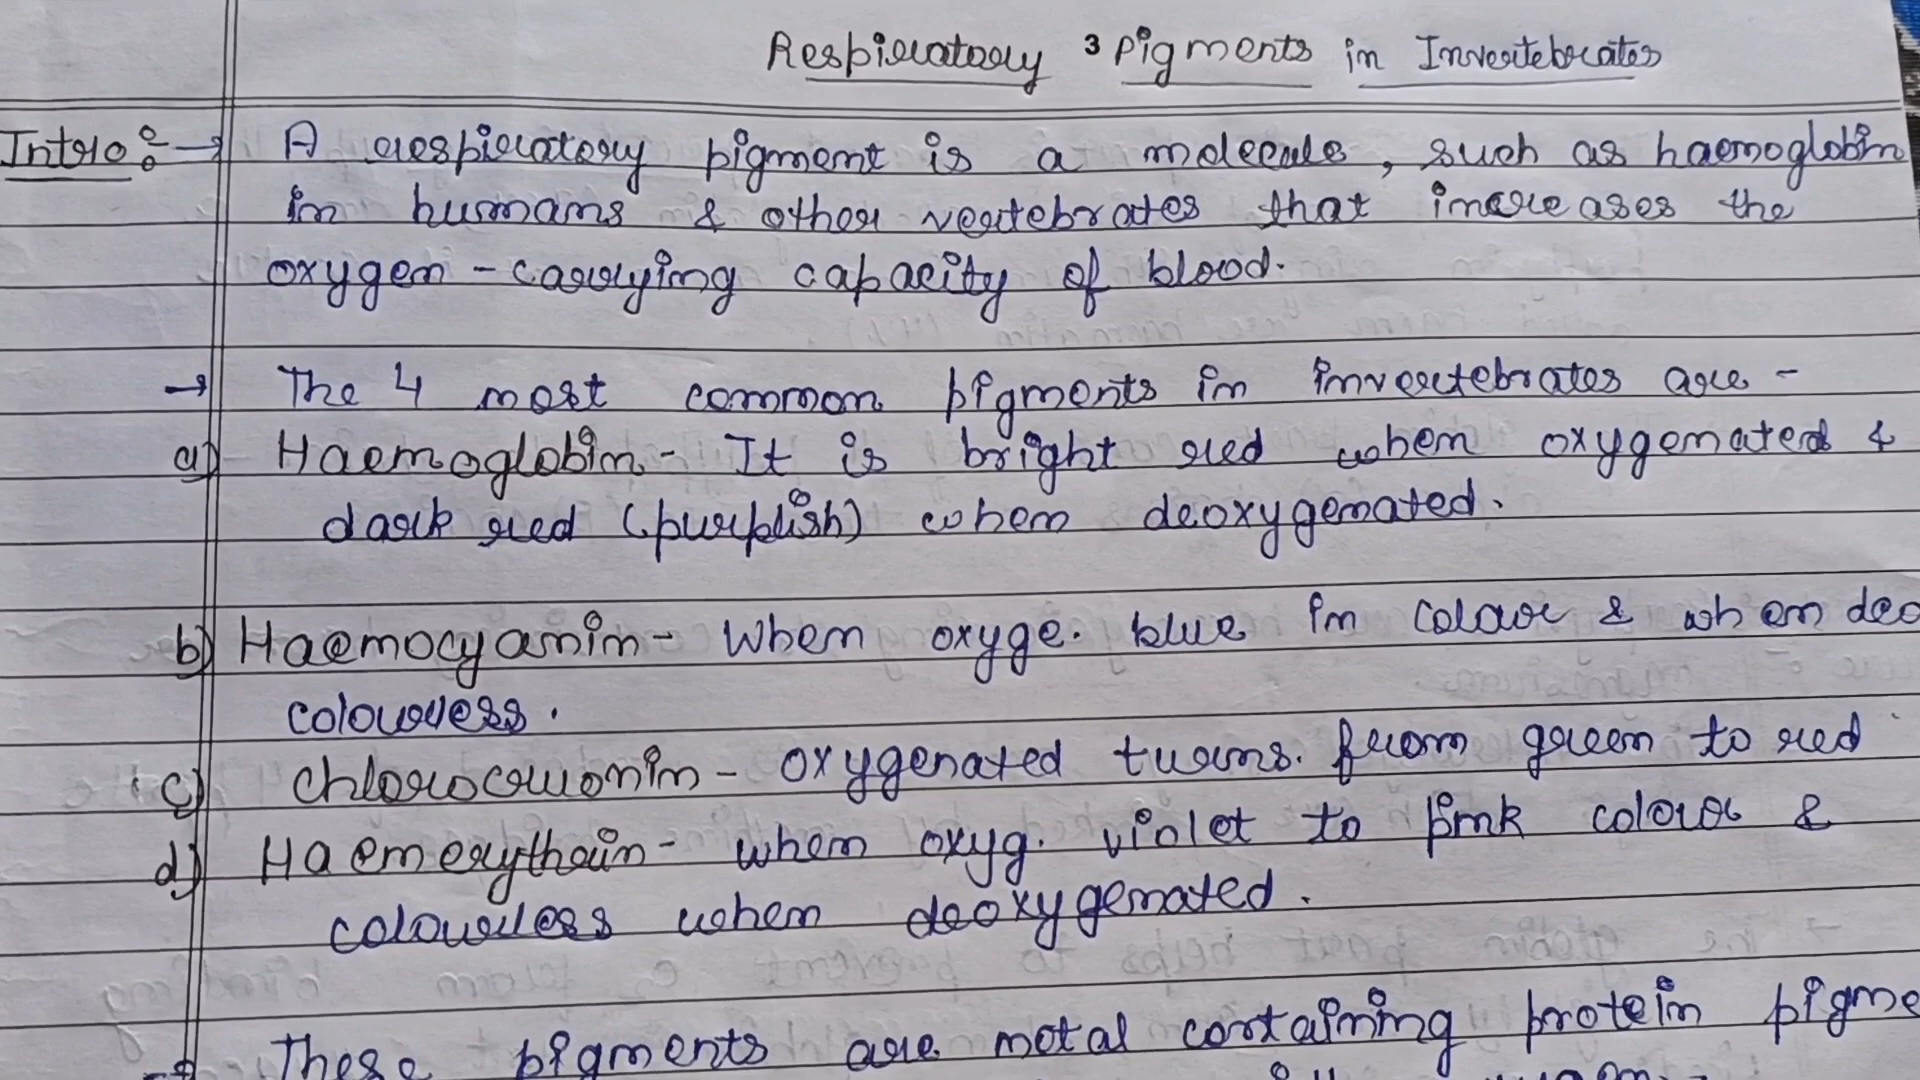 Respiratory 3 Pigments in Invertebrates
Intro:→ A respiratory pigment is a molecule, such as haemoglobin
in humans & other vertebrates that increases the
oxygen-carrying capacity of blood.
→ The 4 most common pigments in invertebrates are -
a) Haemoglobin - It is bright red when oxygenated &
dark red (purplish) when deoxygenated.
b) Haemocyanin - When oxyge. blue in colour & when deo
colourless.
c) Chlorocruonin - oxygenated turns. from green to red
d) Haemerythrin - when oxyg. violet to pink colour &
colourless when deoxygenated.
These pigments are metal containing protein pigme